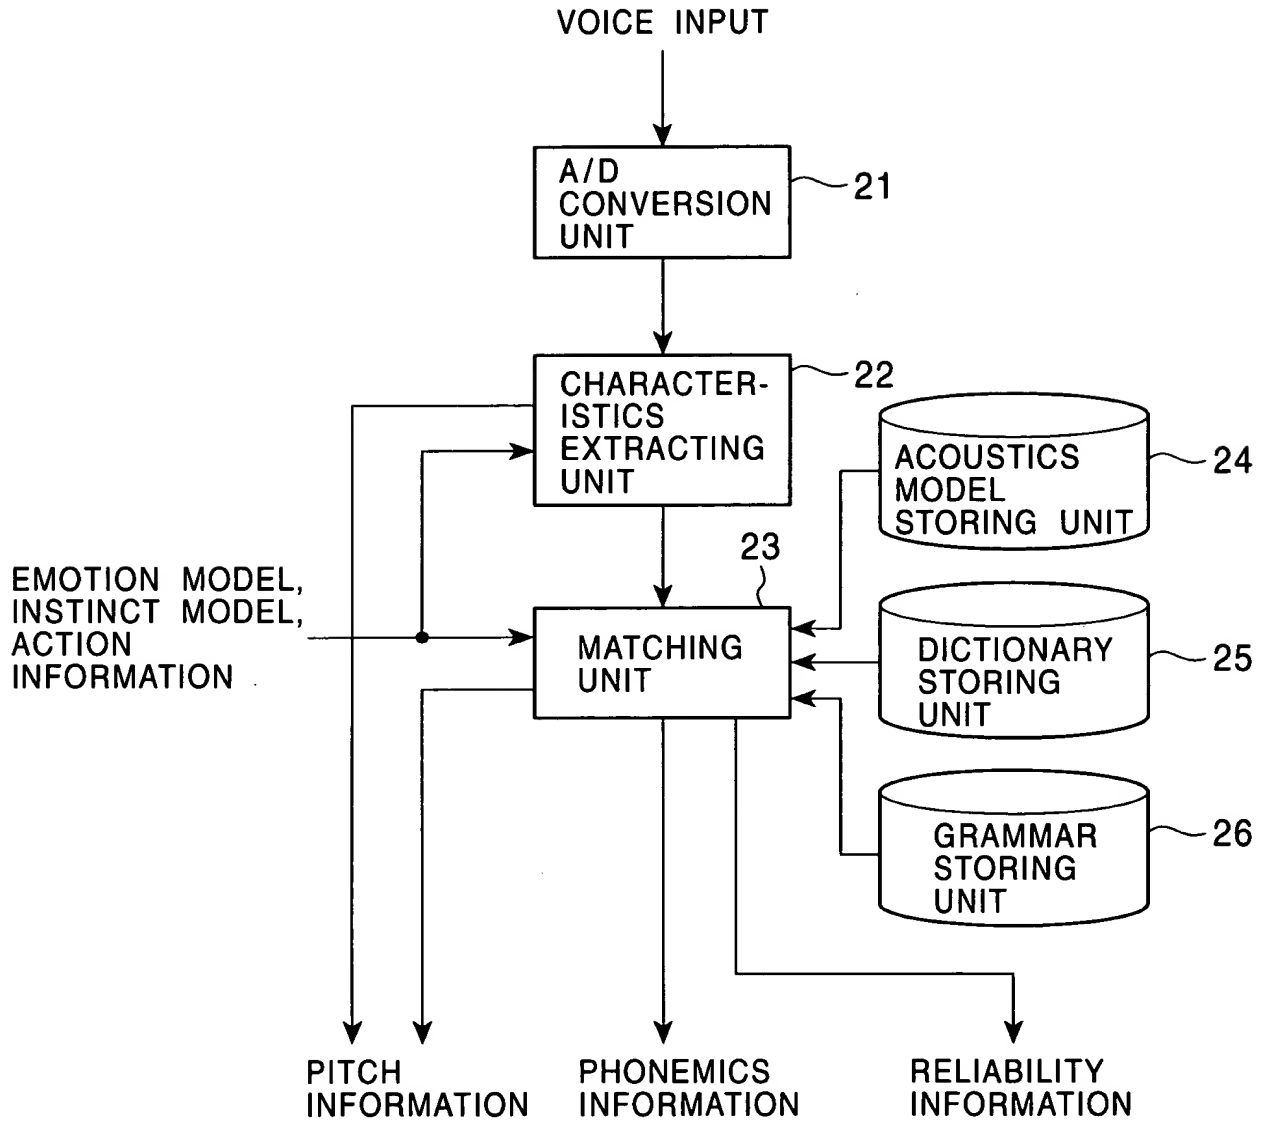 VOICE INPUT
A/D
CONVERSION
UNIT
21
CHARACTER-
ISTICS
EXTRACTING
UNIT
22
ACOUSTICS
MODEL
STORING UNIT
24
23
EMOTION MODEL,
INSTINCT MODEL,
ACTION
INFORMATION
MATCHING
UNIT
DICTIONARY
STORING
UNIT
25
GRAMMAR
STORING
UNIT
26
PITCH
INFORMATION
PHONEMICS
INFORMATION
RELIABILITY
INFORMATION